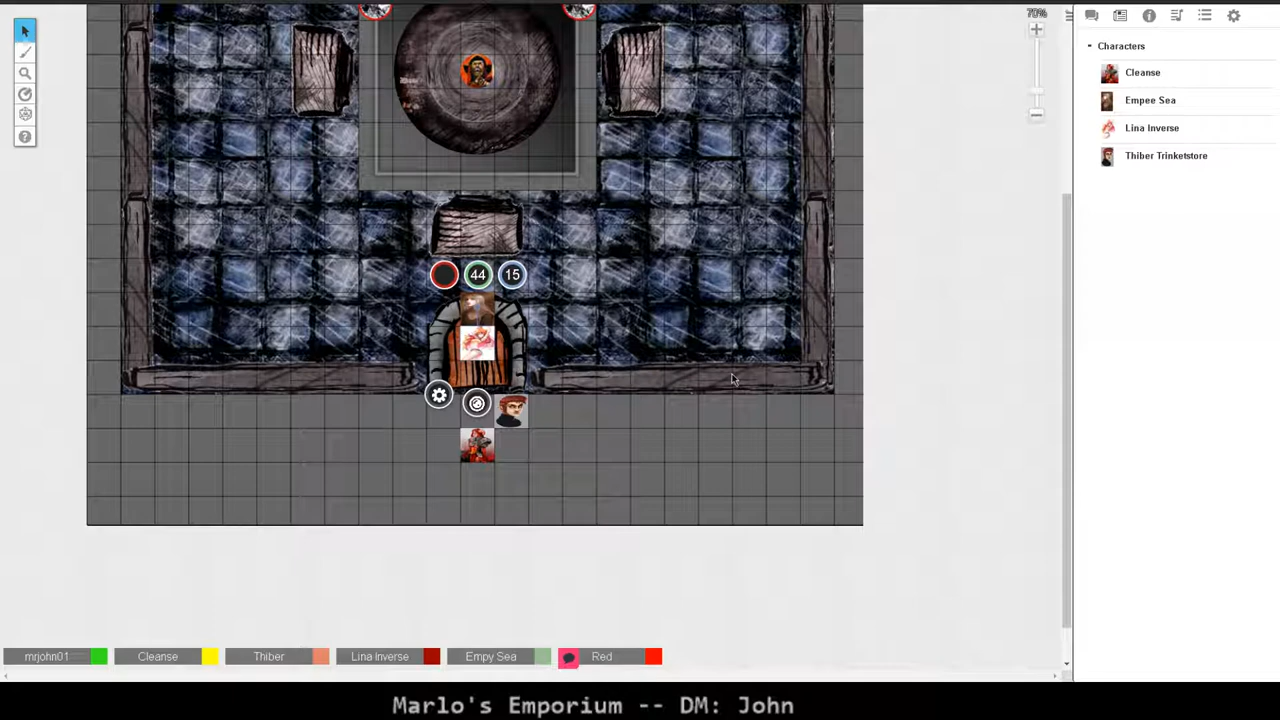 70%
Characters
Cleanse
Empee Sea
Lina Inverse
Thiber Trinketstore
44 15
mrjohn01 Cleanse Thiber Lina Inverse Empy Sea Red
Marlo's Emporium -- DM: John